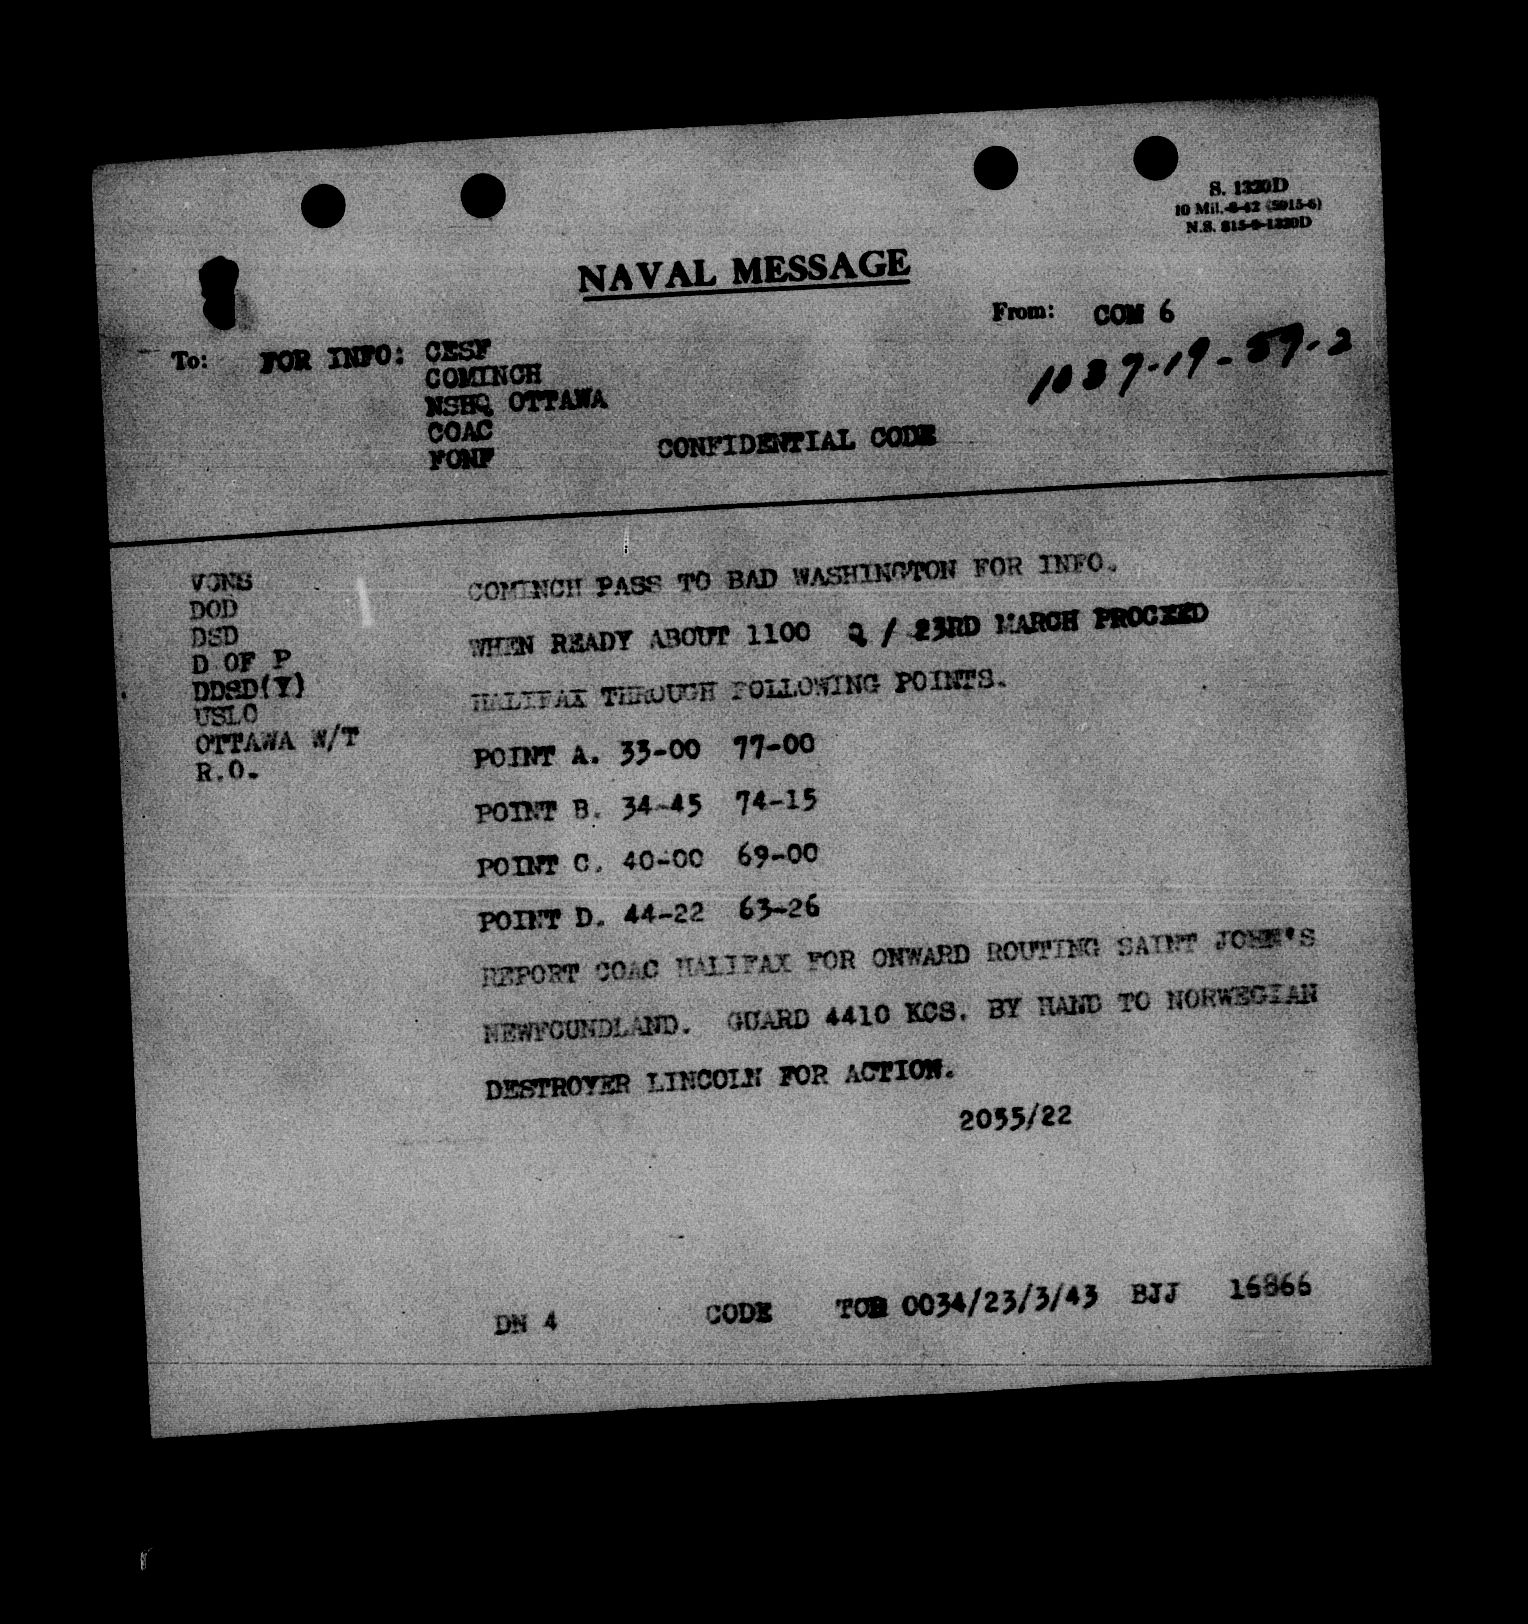 S. 1320D
10 Mil.-8-42 (5915-6)
N.S. 815-9-1320D
NAVAL MESSAGE
From: COM 6
1037-19-
To: FOR INFO: CESF
COMINCH
NSHQ OTTAWA
COAC
FONF
CONFIDENTIAL CODE
VCNS
DOD
DSD
D OF P
DDSD(Y)
USLO
OTTAWA W/T
R.O.
COMINCH PASS TO BAD WASHINGTON FOR INFO.
WHEN READY ABOUT 1100 Q / 23RD MARCH PROCEED
HALIFAX THROUGH FOLLOWING POINTS.
POINT A. 33-00 77-00
POINT B. 34-45 74-15
POINT C. 40-00 69-00
POINT D. 44-22 63-26
REPORT COAC HALIFAX FOR ONWARD ROUTING SAINT JOHN'S
NEWFOUNDLAND. GUARD 4410 KCS. BY HAND TO NORWEGIAN
DESTROYER LINCOLN FOR ACTION.
2035/22
DN 4 CODE TOR 0034/23/3/43 BJJ 16866